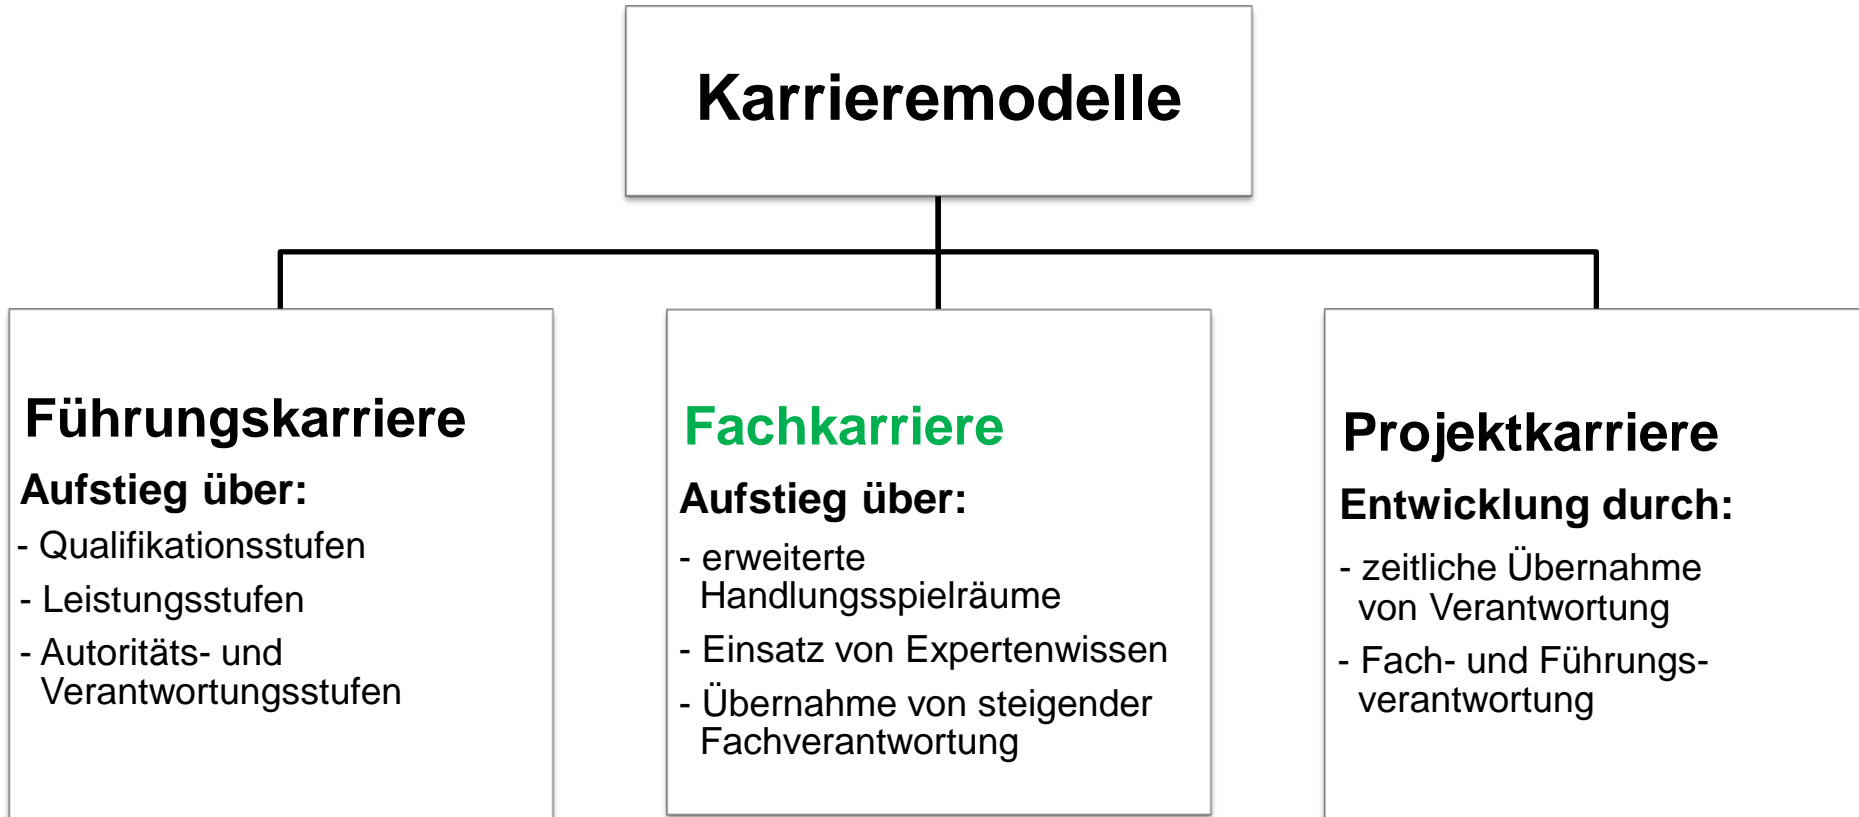 Karrieremodelle
Führungskarriere
Aufstieg über:
- Qualifikationsstufen
- Leistungsstufen
- Autoritäts- und
Verantwortungsstufen
Fachkarriere
Aufstieg über:
- erweiterte
Handlungsspielräume
- Einsatz von Expertenwissen
- Übernahme von steigender
Fachverantwortung
Projektkarriere
Entwicklung durch:
- zeitliche Übernahme
von Verantwortung
- Fach- und Führungs-
verantwortung